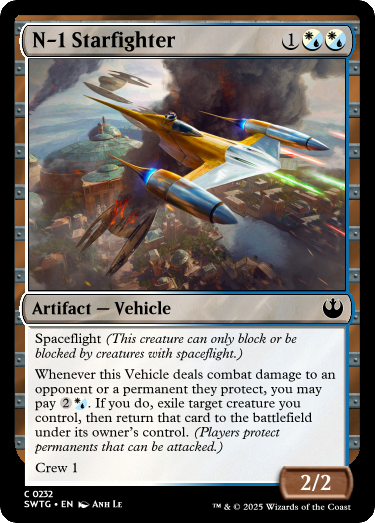 N-1 Starfighter 1
Artifact — Vehicle
Spaceflight (This creature can only block or be
blocked by creatures with spaceflight.)
Whenever this Vehicle deals combat damage to an
opponent or a permanent they protect, you may
pay 2 . If you do, exile target creature you
control, then return that card to the battlefield
under its owner's control. (Players protect
permanents that can be attacked.)
Crew 1
2/2
C 0232
SWTG • EN Anh Le
™ & © 2025 Wizards of the Coast